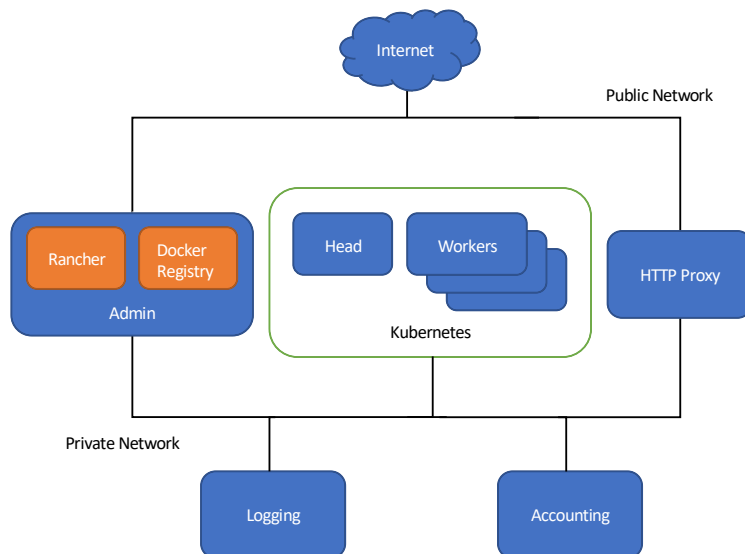 Internet
Public Network
Rancher
Docker
Registry
Admin
Head
Workers
Kubernetes
HTTP Proxy
Private Network
Logging
Accounting